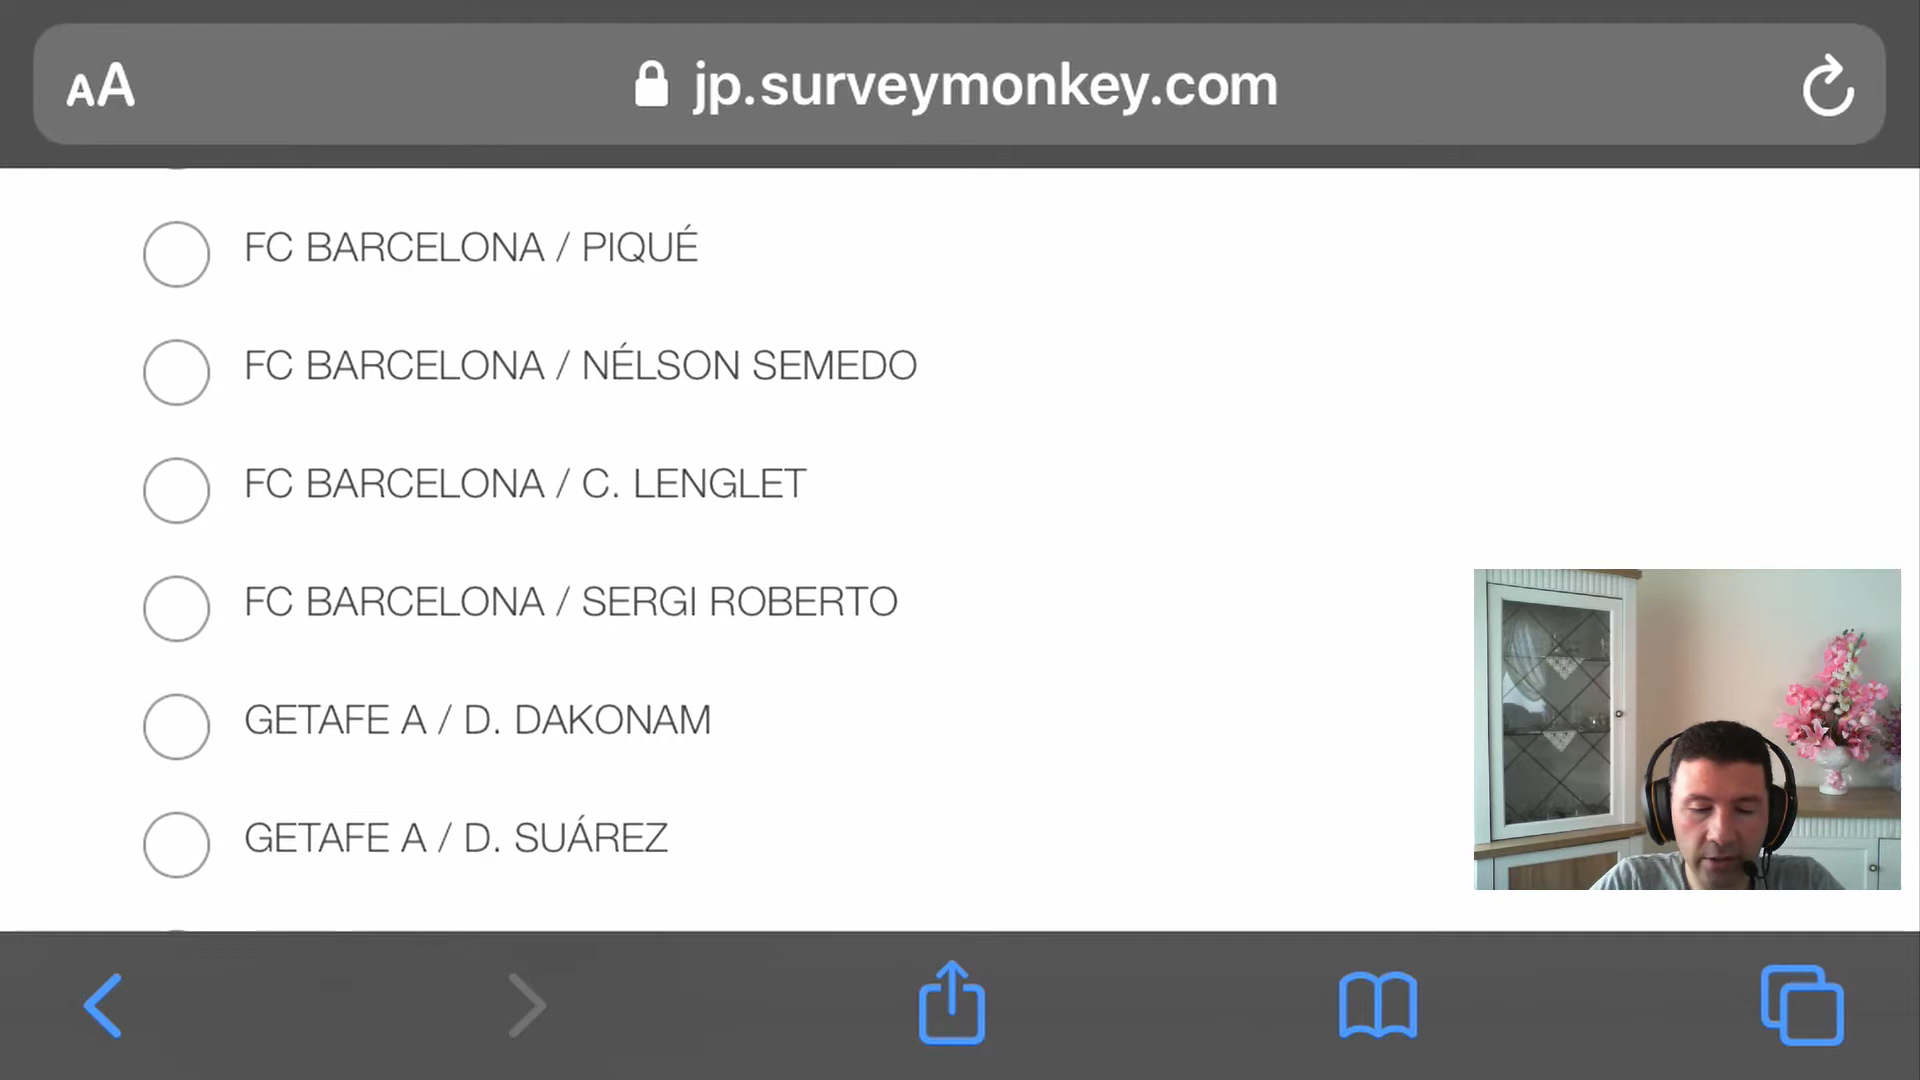 AA
jp.surveymonkey.com
FC BARCELONA / PIQUÉ
FC BARCELONA / NÉLSON SEMEDO
FC BARCELONA / C. LENGLET
FC BARCELONA / SERGI ROBERTO
GETAFE A / D. DAKONAM
GETAFE A / D. SUÁREZ